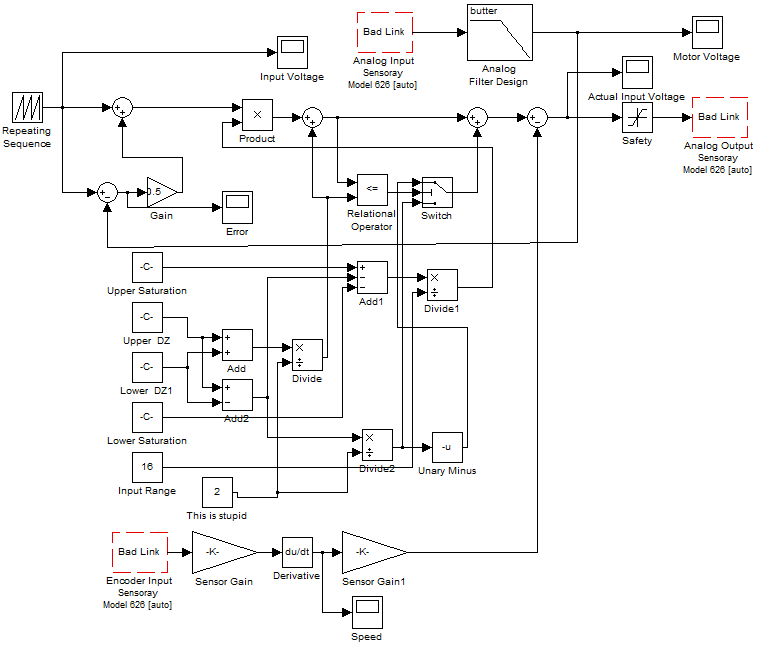 butter
Bad Link
Analog Input
Sensoray
Model 626 [auto]
Analog
Filter Design
Motor Voltage
Input Voltage
Actual Input Voltage
Repeating
Sequence
+
+
×
Product
+
+
+
+
+
−
Safety
Bad Link
Analog Output
Sensoray
Model 626 [auto]
+
−
0.5
Gain
Error
<=
Relational
Operator
Switch
-C-
Upper Saturation
+
−
−
Add1
×
÷
Divide1
-C-
Upper DZ
+
+
Add
×
÷
Divide
-C-
Lower DZ1
+
−
Add2
-C-
Lower Saturation
×
÷
Divide2
-u
Unary Minus
16
Input Range
2
This is stupid
Bad Link
Encoder Input
Sensoray
Model 626 [auto]
-K-
Sensor Gain
du/dt
Derivative
-K-
Sensor Gain1
Speed